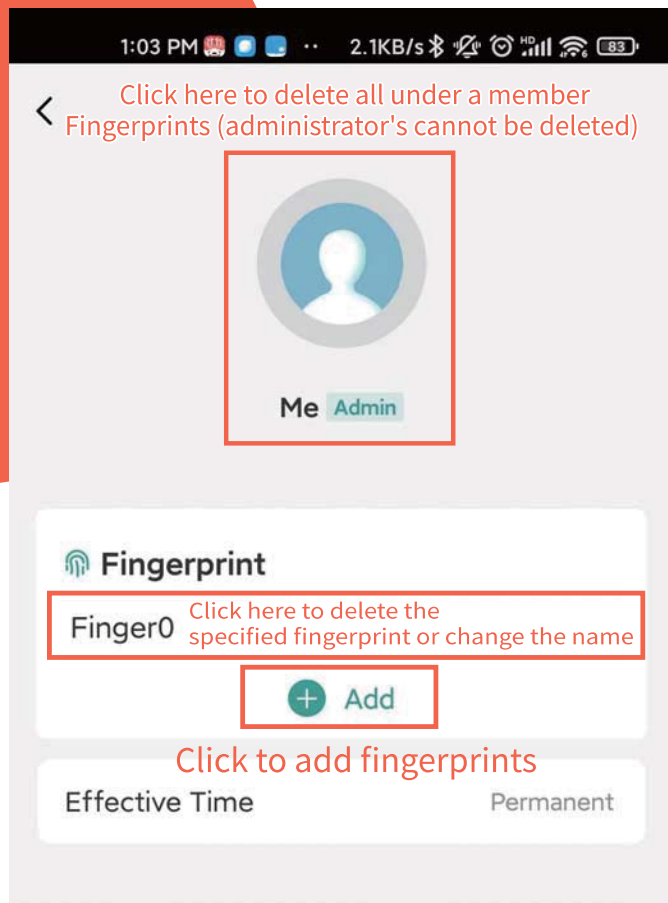 1:03 PM 2.1KB/s HD 83
Click here to delete all under a member
Fingerprints (administrator's cannot be deleted)
Me Admin
Fingerprint
Click here to delete the
Finger0 specified fingerprint or change the name
Add
Click to add fingerprints
Effective Time Permanent